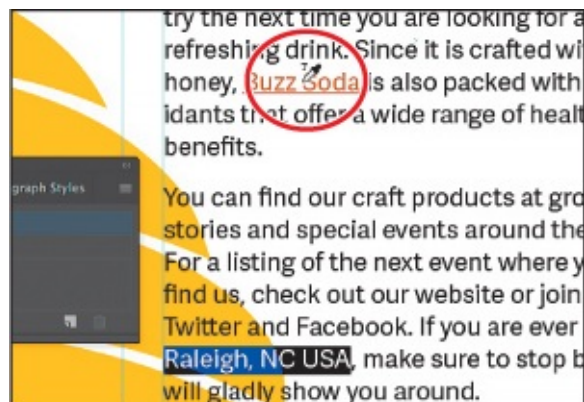 try the next time you are looking for a
refreshing drink. Since it is crafted wi
honey, Buzz Soda is also packed with
idants that offer a wide range of healt
benefits.
graph Styles
You can find our craft products at gro
stories and special events around the
For a listing of the next event where y
find us, check out our website or join
Twitter and Facebook. If you are ever
Raleigh, NC USA, make sure to stop b
will gladly show you around.